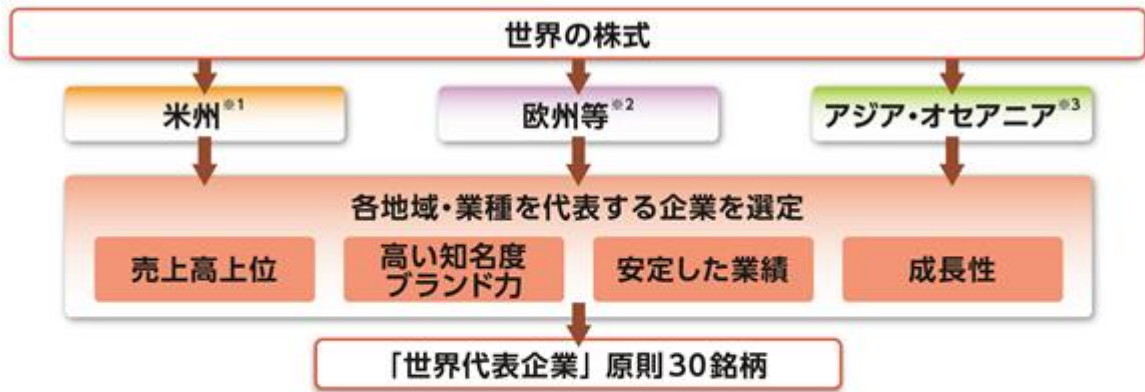 世界の株式
米州※1
欧州等※2
アジア・オセアニア※3
各地域・業種を代表する企業を選定
売上高上位
高い知名度
ブランド力
安定した業績
成長性
「世界代表企業」原則30銘柄